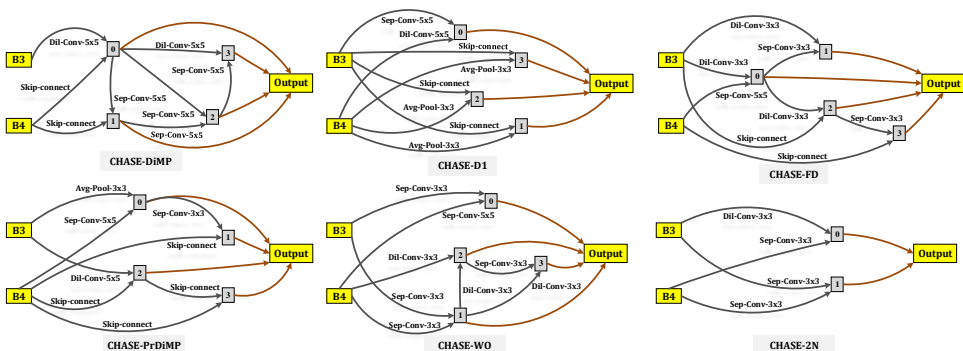 B3
B4
Dil-Conv-5x5
Skip-connect
Skip-connect
Dil-Conv-5x5
Sep-Conv-5x5
Sep-Conv-5x5
Sep-Conv-5x5
Sep-Conv-5x5
0
1
2
3
Output
CHASE-DiMP
B3
B4
Sep-Conv-5x5
Dil-Conv-5x5
Skip-connect
Avg-Pool-3x3
Skip-connect
Avg-Pool-3x3
Skip-connect
Avg-Pool-3x3
0
3
2
1
Output
CHASE-D1
B3
B4
Dil-Conv-3x3
Sep-Conv-3x3
Dil-Conv-3x3
Sep-Conv-5x5
Dil-Conv-3x3
Sep-Conv-3x3
Skip-connect
Skip-connect
0
1
2
3
Output
CHASE-FD
B3
B4
Avg-Pool-3x3
Sep-Conv-5x5
Sep-Conv-3x3
Skip-connect
Dil-Conv-5x5
Skip-connect
Skip-connect
Skip-connect
0
1
2
3
Output
CHASE-PrDiMP
B3
B4
Sep-Conv-3x3
Sep-Conv-5x5
Dil-Conv-3x3
Sep-Conv-3x3
Sep-Conv-3x3
Dil-Conv-3x3
Dil-Conv-3x3
Sep-Conv-3x3
0
2
3
1
Output
CHASE-WO
B3
B4
Dil-Conv-3x3
Sep-Conv-3x3
Sep-Conv-3x3
Sep-Conv-3x3
0
1
Output
CHASE-2N